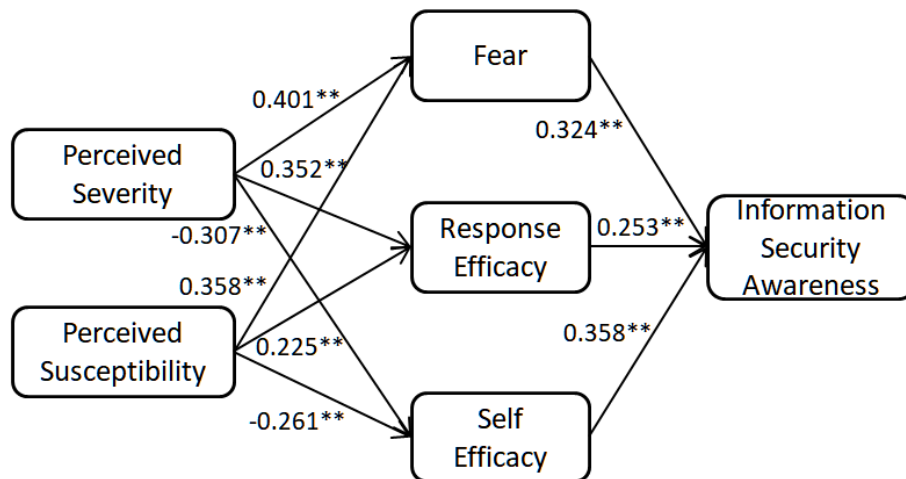 Fear
0.401**
0.324**
Perceived
Severity
0.352**
-0.307**
Response
Efficacy
0.253**
Information
Security
Awareness
0.358**
Perceived
Susceptibility
0.225**
0.358**
-0.261**
Self
Efficacy